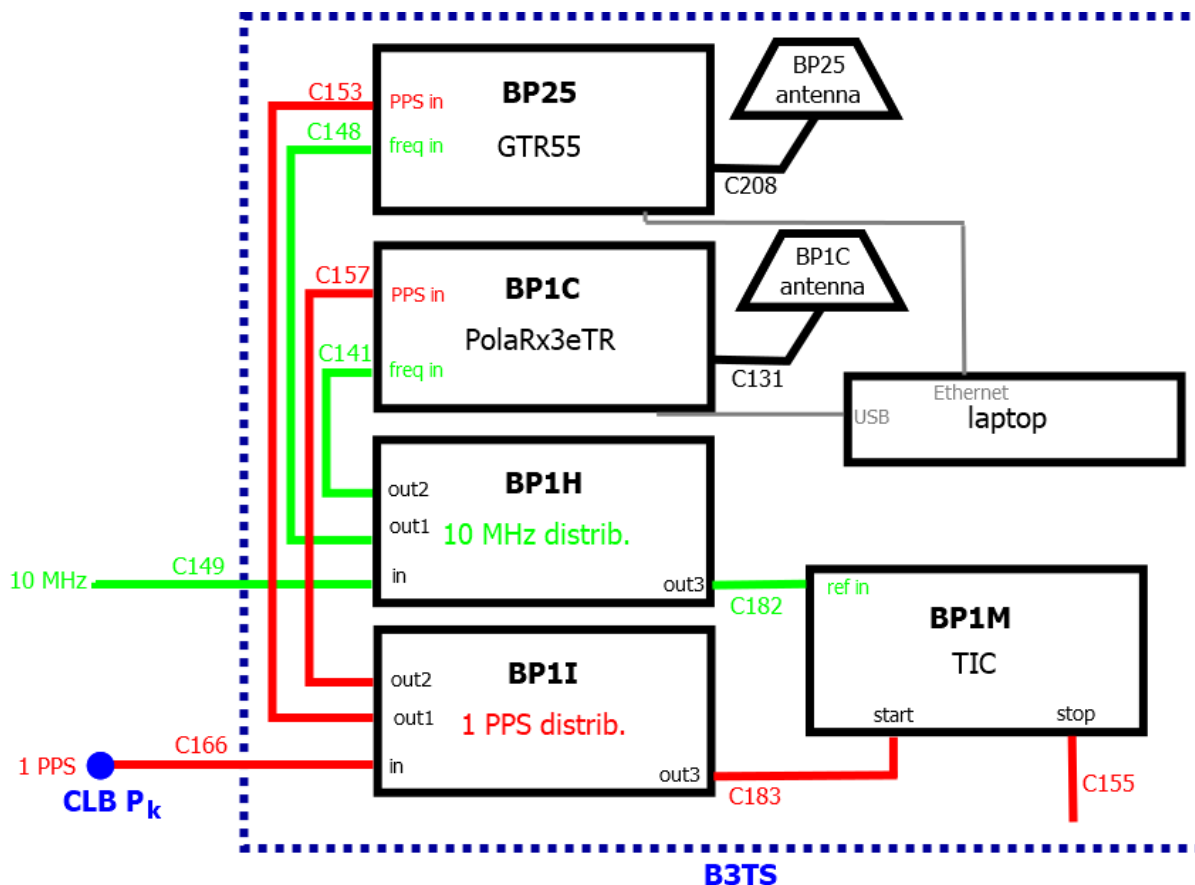 C153
PPS in
BP25
BP25
antenna
C148
freq in
GTR55
C208
C157
PPS in
BP1C
BP1C
antenna
C141
freq in
PolaRx3eTR
C131
Ethernet
USB
laptop
out2
BP1H
out1
10 MHz distrib.
10 MHz
C149
in
out3
C182
ref in
BP1M
TIC
out2
BP1I
out1
1 PPS distrib.
start
stop
1 PPS
C166
in
out3
C183
C155
CLB Pk
B3TS